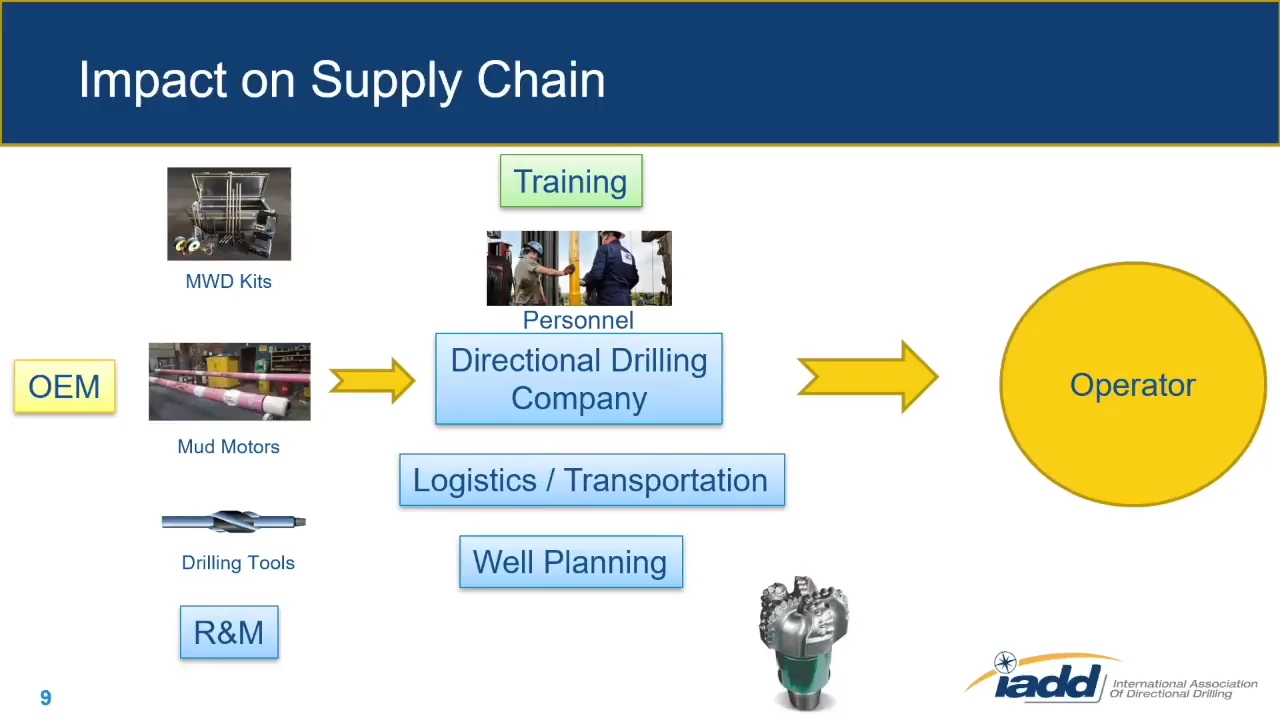 Impact on Supply Chain
Training
MWD Kits
Personnel
OEM
Directional Drilling
Company
Operator
Mud Motors
Logistics / Transportation
Drilling Tools
Well Planning
R&M
9
iadd
International Association
Of Directional Drilling